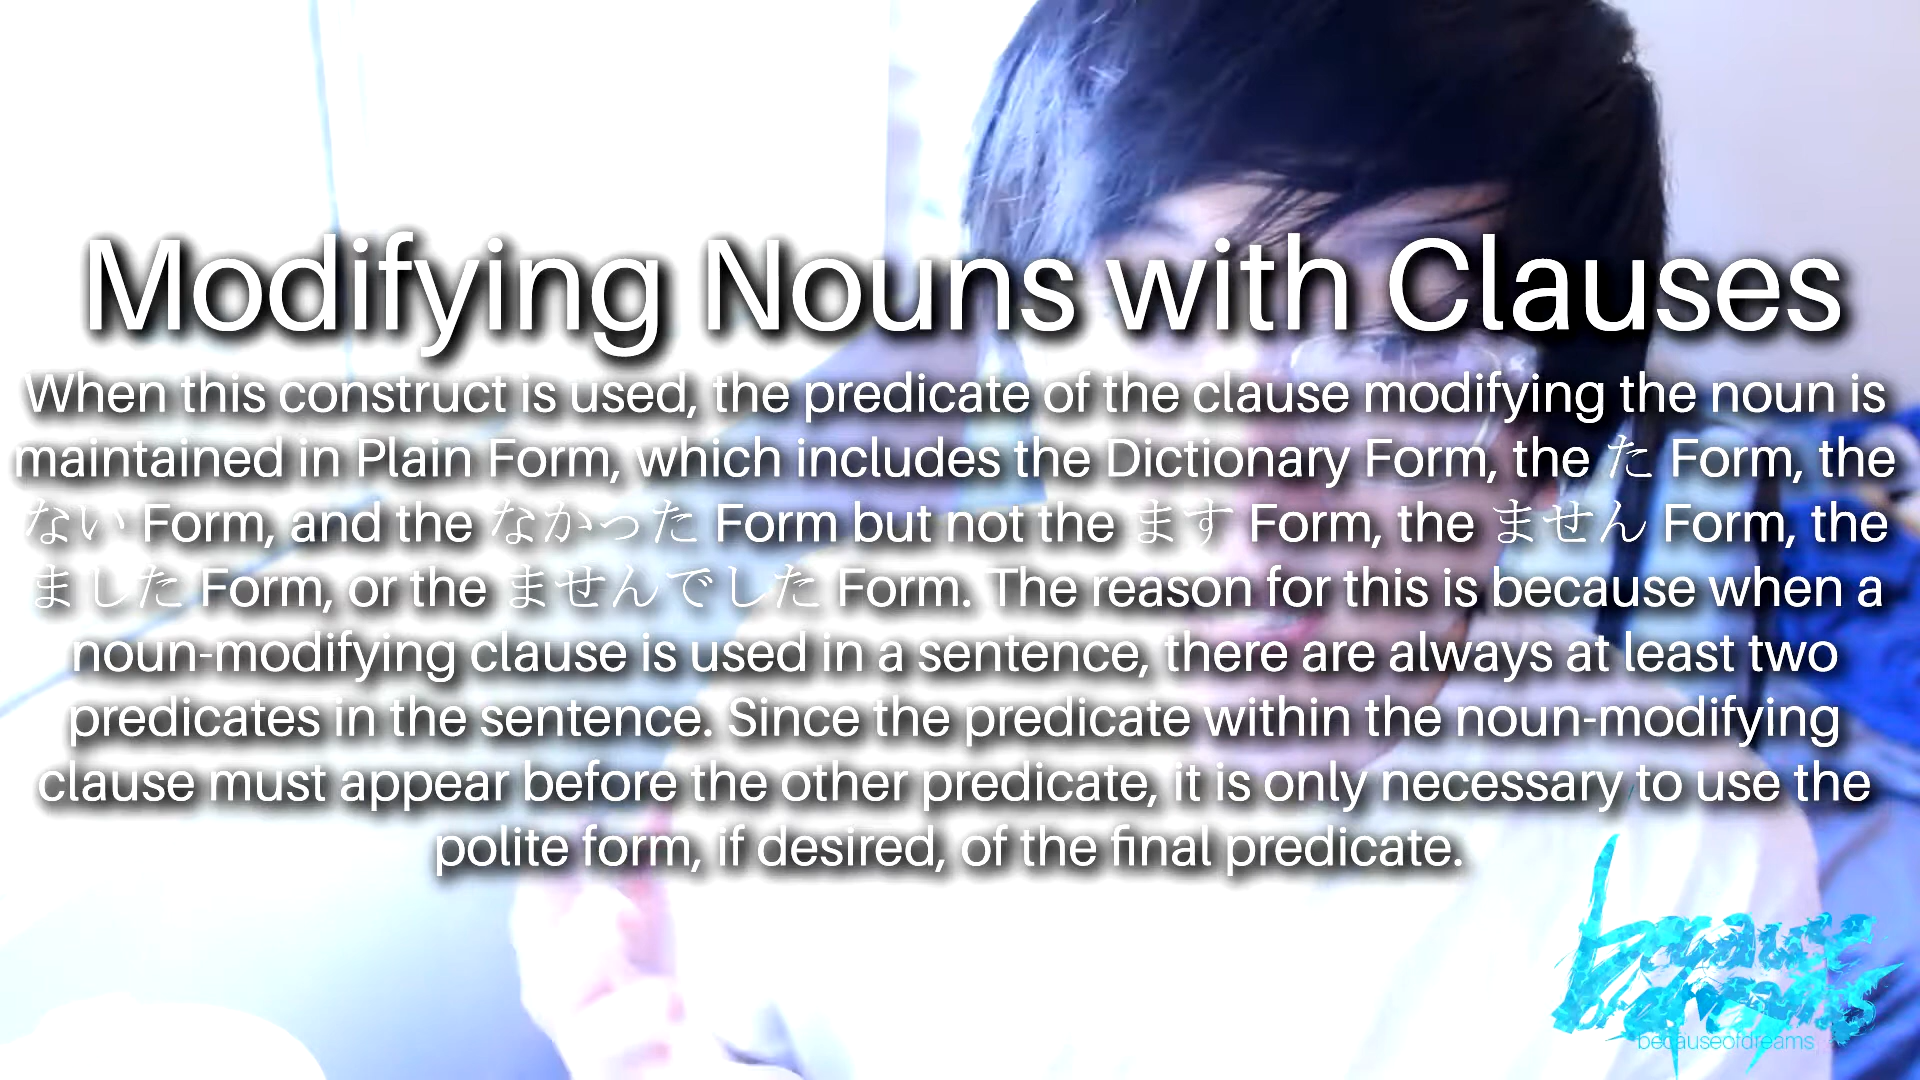 Modifying Nouns with Clauses
When this construct is used, the predicate of the clause modifying the noun is
maintained in Plain Form, which includes the Dictionary Form, the た Form, the
ない Form, and the なかった Form but not the ます Form, the ません Form, the
ました Form, or the ませんでした Form. The reason for this is because when a
noun-modifying clause is used in a sentence, there are always at least two
predicates in the sentence. Since the predicate within the noun-modifying
clause must appear before the other predicate, it is only necessary to use the
polite form, if desired, of the final predicate.
because
of dreams
becauseofdreams